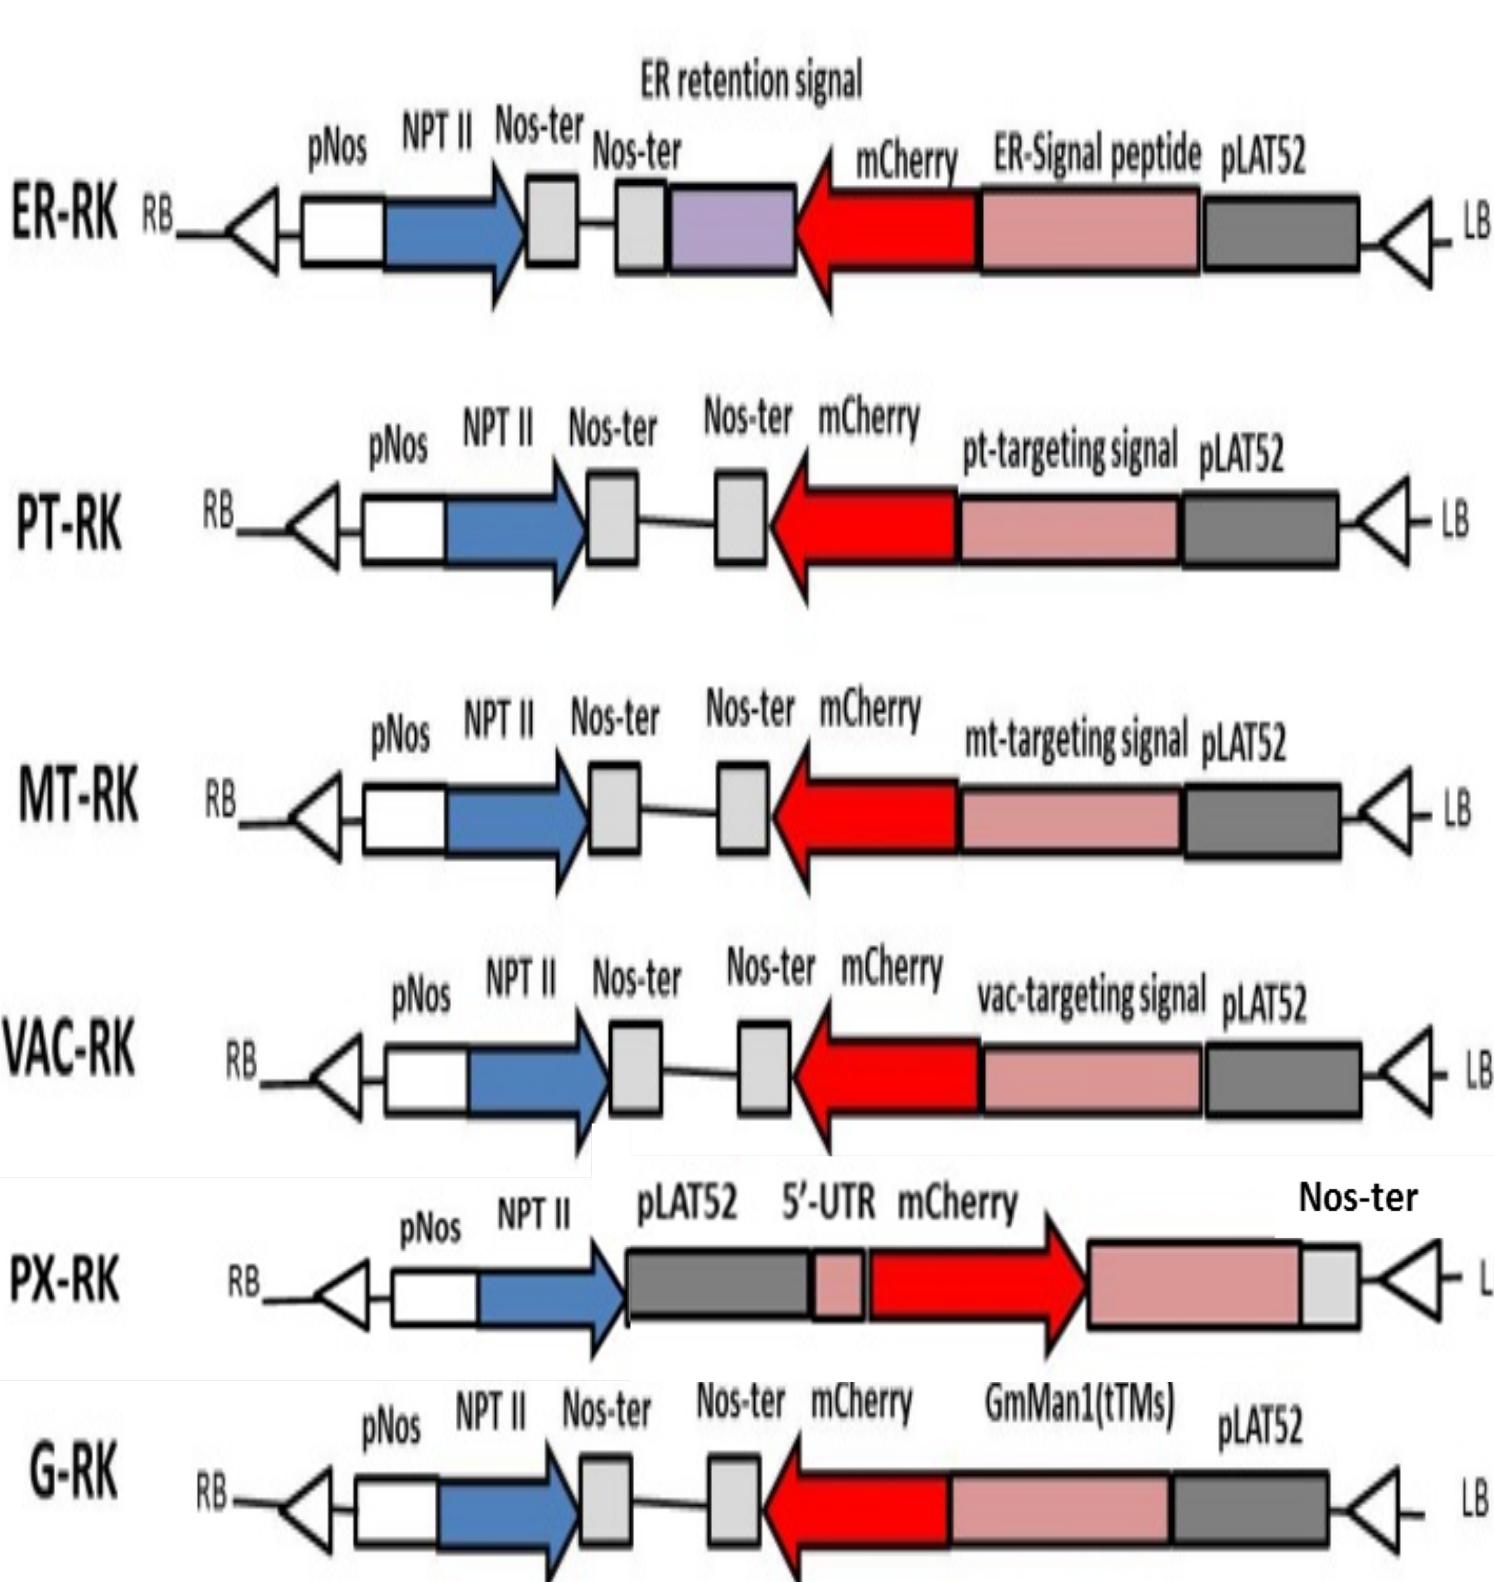 ER retention signal
pNos NPT II Nos-ter Nos-ter mCherry ER-Signal peptide pLAT52
ER-RK RB LB
pNos NPT II Nos-ter Nos-ter mCherry pt-targeting signal pLAT52
PT-RK RB LB
pNos NPT II Nos-ter Nos-ter mCherry mt-targeting signal pLAT52
MT-RK RB LB
pNos NPT II Nos-ter Nos-ter mCherry vac-targeting signal pLAT52
VAC-RK RB LB
pNos NPT II pLAT52 5'-UTR mCherry Nos-ter
PX-RK RB L
pNos NPT II Nos-ter Nos-ter mCherry GmMan1(tTMs) pLAT52
G-RK RB LB